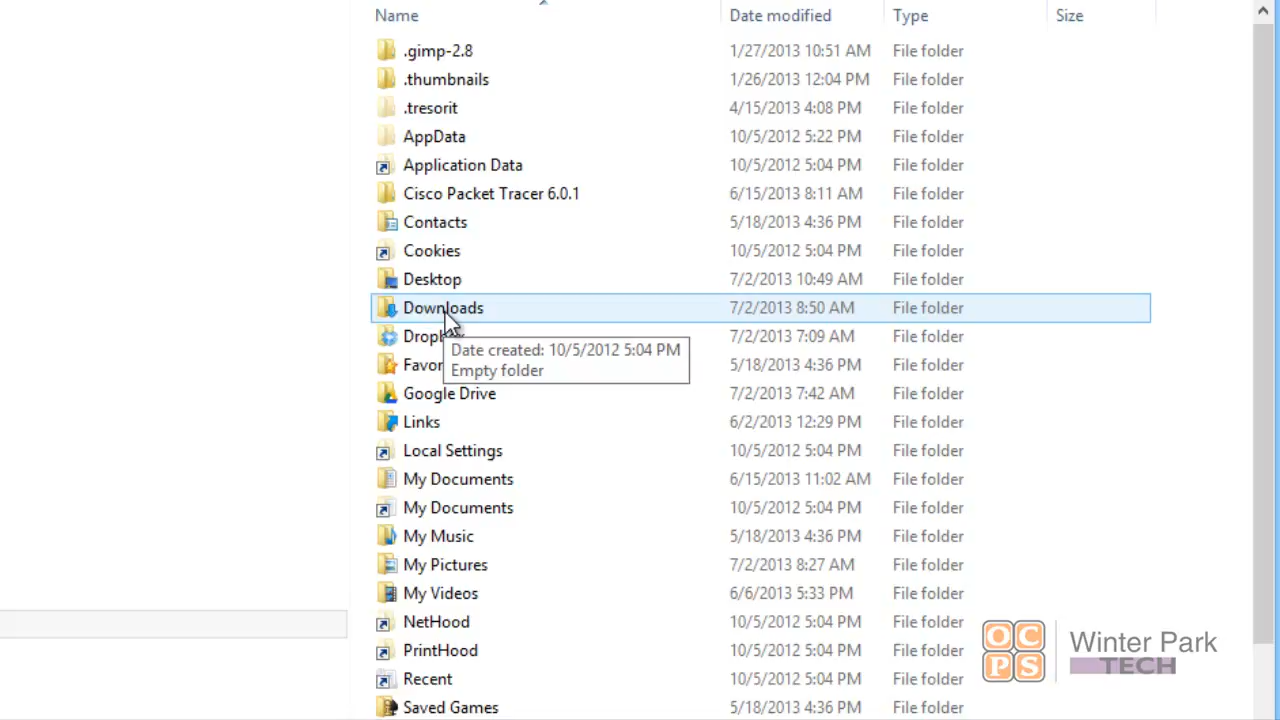 Name Date modified Type Size
.gimp-2.8 1/27/2013 10:51 AM File folder
.thumbnails 1/26/2013 12:04 PM File folder
.tresorit 4/15/2013 4:08 PM File folder
AppData 10/5/2012 5:22 PM File folder
Application Data 10/5/2012 5:04 PM File folder
Cisco Packet Tracer 6.0.1 6/15/2013 8:11 AM File folder
Contacts 5/18/2013 4:36 PM File folder
Cookies 10/5/2012 5:04 PM File folder
Desktop 7/2/2013 10:49 AM File folder
Downloads 7/2/2013 8:50 AM File folder
7/2/2013 7:09 AM File folder
Date created: 10/5/2012 5:04 PM
Empty folder
Favor 5/18/2013 4:36 PM File folder
Google Drive 7/2/2013 7:42 AM File folder
Links 6/2/2013 12:29 PM File folder
Local Settings 10/5/2012 5:04 PM File folder
My Documents 6/15/2013 11:02 AM File folder
My Documents 10/5/2012 5:04 PM File folder
My Music 5/18/2013 4:36 PM File folder
My Pictures 7/2/2013 8:27 AM File folder
My Videos 6/6/2013 5:33 PM File folder
NetHood 10/5/2012 5:04 PM File folder
PrintHood 10/5/2012 5:04 PM File folder
Recent 10/5/2012 5:04 PM File folder
Saved Games 5/18/2013 4:36 PM File folder
OCPS
Winter Park
TECH